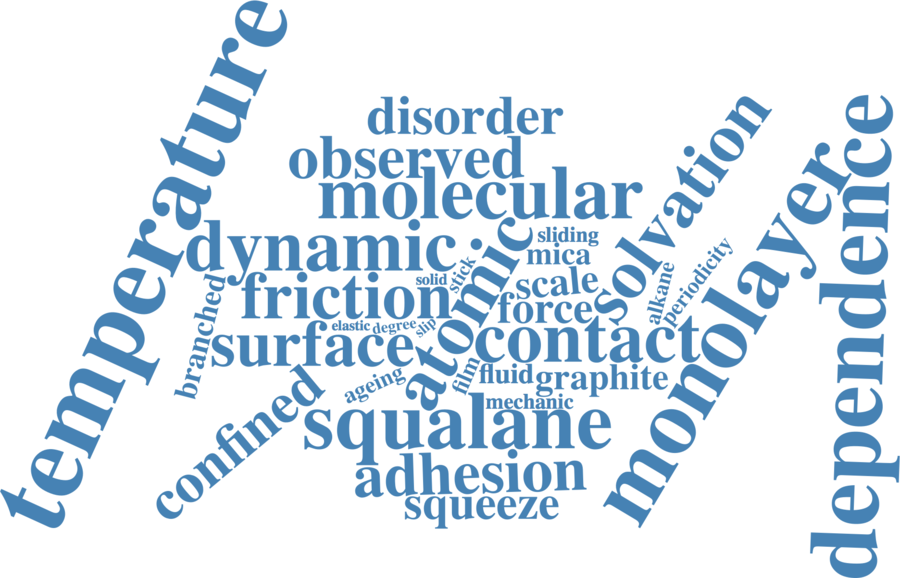 temperature
disorder
observed
molecular
dynamic
friction
surface
branched
confined
solid
stick
atomic
elastic
degree
slip
ageing
film
sliding
mica
scale
force
contact
fluid
graphite
mechanic
squalane
adhesion
squeeze
solvation
alkane
periodicity
monolayer
dependence